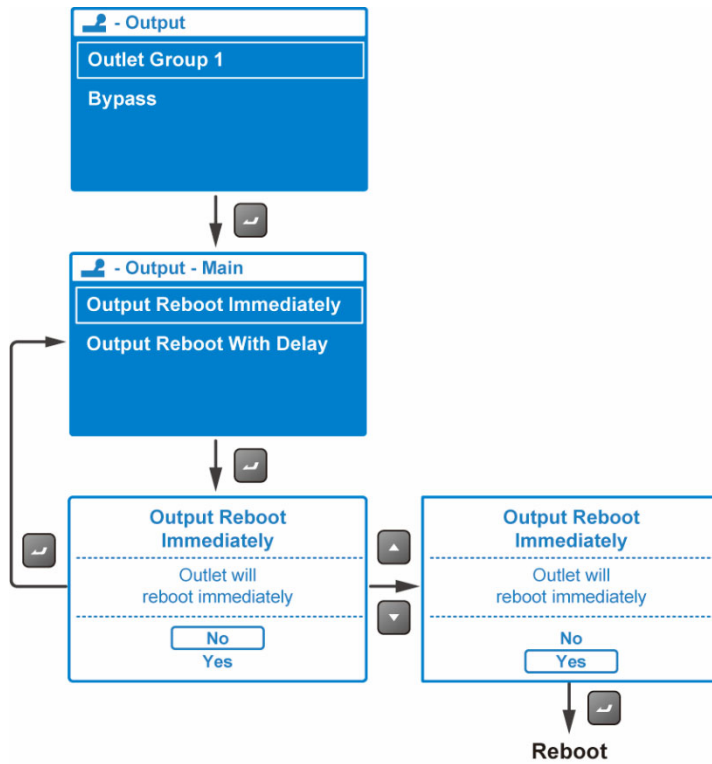 - Output
Outlet Group 1
Bypass
- Output - Main
Output Reboot Immediately
Output Reboot With Delay
Output Reboot
Immediately
Outlet will
reboot immediately
No
Yes
Output Reboot
Immediately
Outlet will
reboot immediately
No
Yes
Reboot